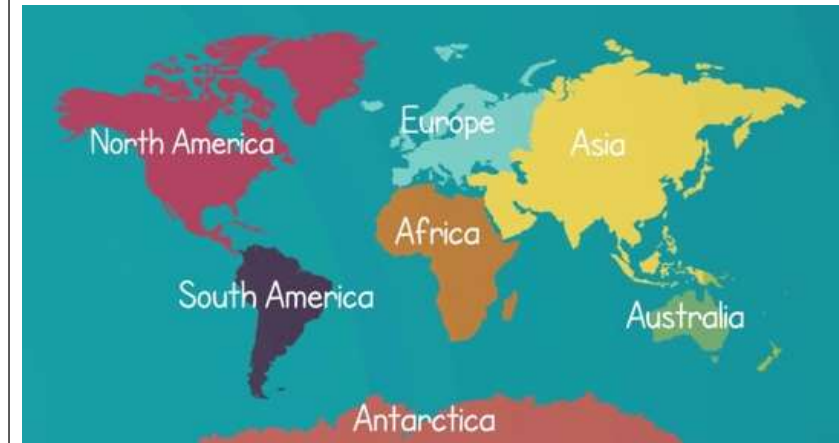 Europe
North America
Asia
Africa
South America
Australia
Antarctica